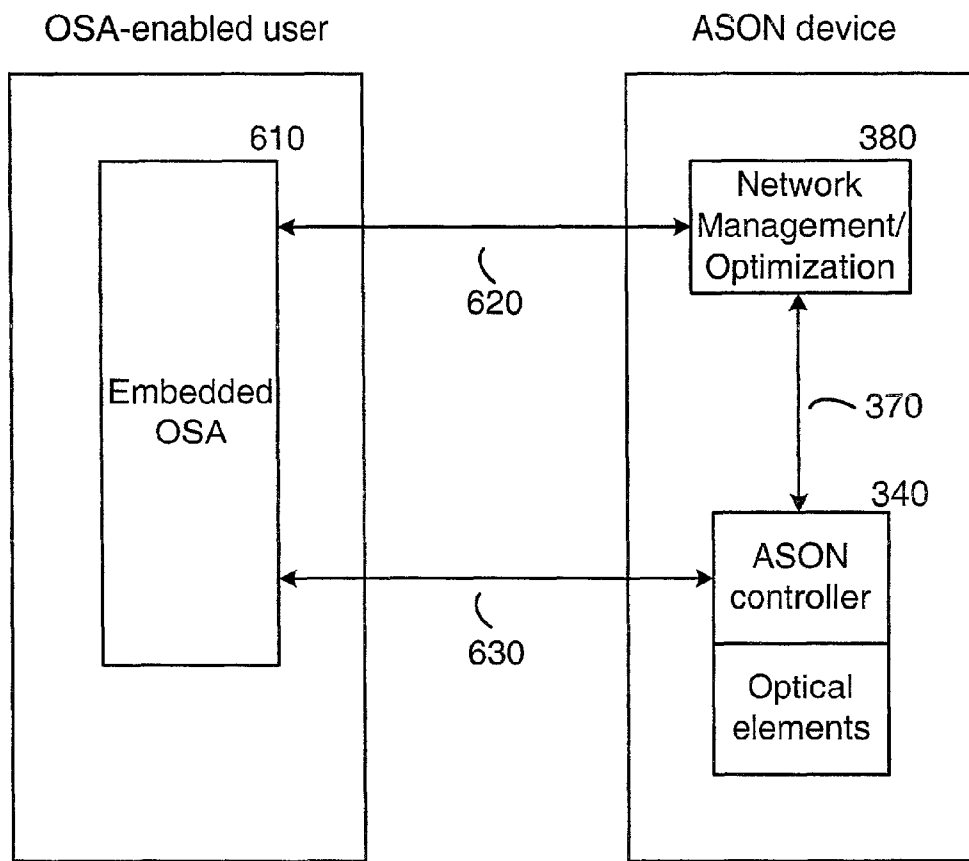 OSA-enabled user
ASON device
610
380
Network
Management/
Optimization
620
Embedded
OSA
370
340
ASON
controller
630
Optical
elements